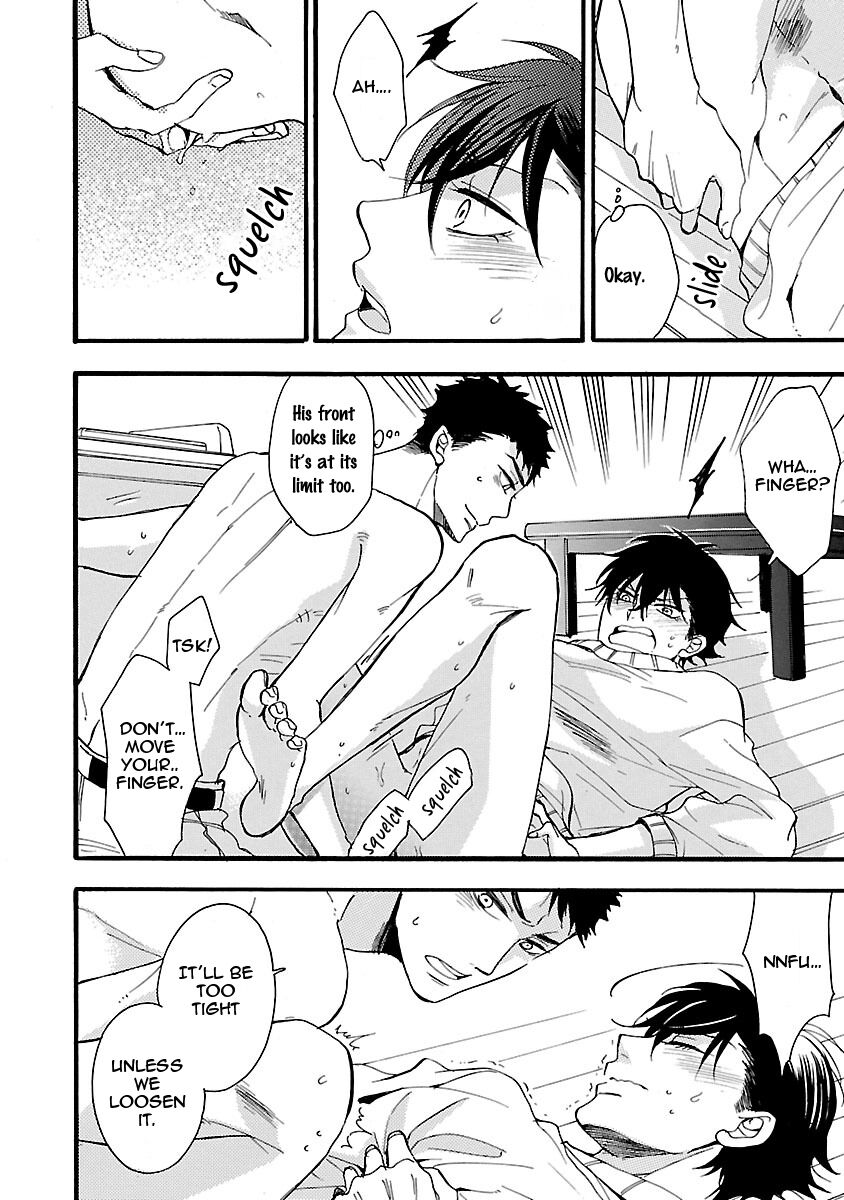 Okay.
slide
AH....
squelch
WHA...
FINGER?
His front
looks like
it's at its
limit too.
TSK!
DON'T...
MOVE
YOUR..
FINGER.
squelch
squelch
NNFU...
IT'LL BE
TOO
TIGHT
UNLESS
WE
LOOSEN
IT.